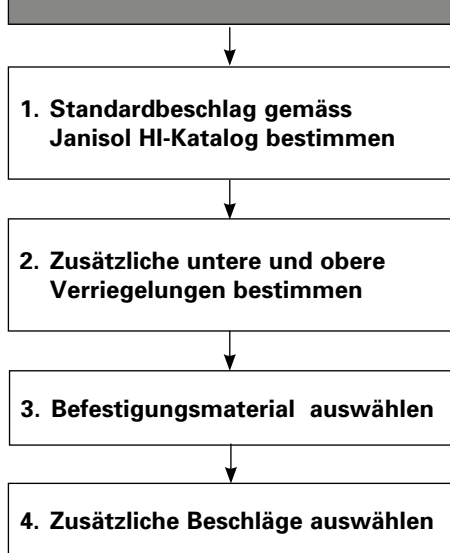 1. Standardbeschlag gemäss
Janisol HI-Katalog bestimmen
2. Zusätzliche untere und obere
Verriegelungen bestimmen
3. Befestigungsmaterial auswählen
4. Zusätzliche Beschläge auswählen